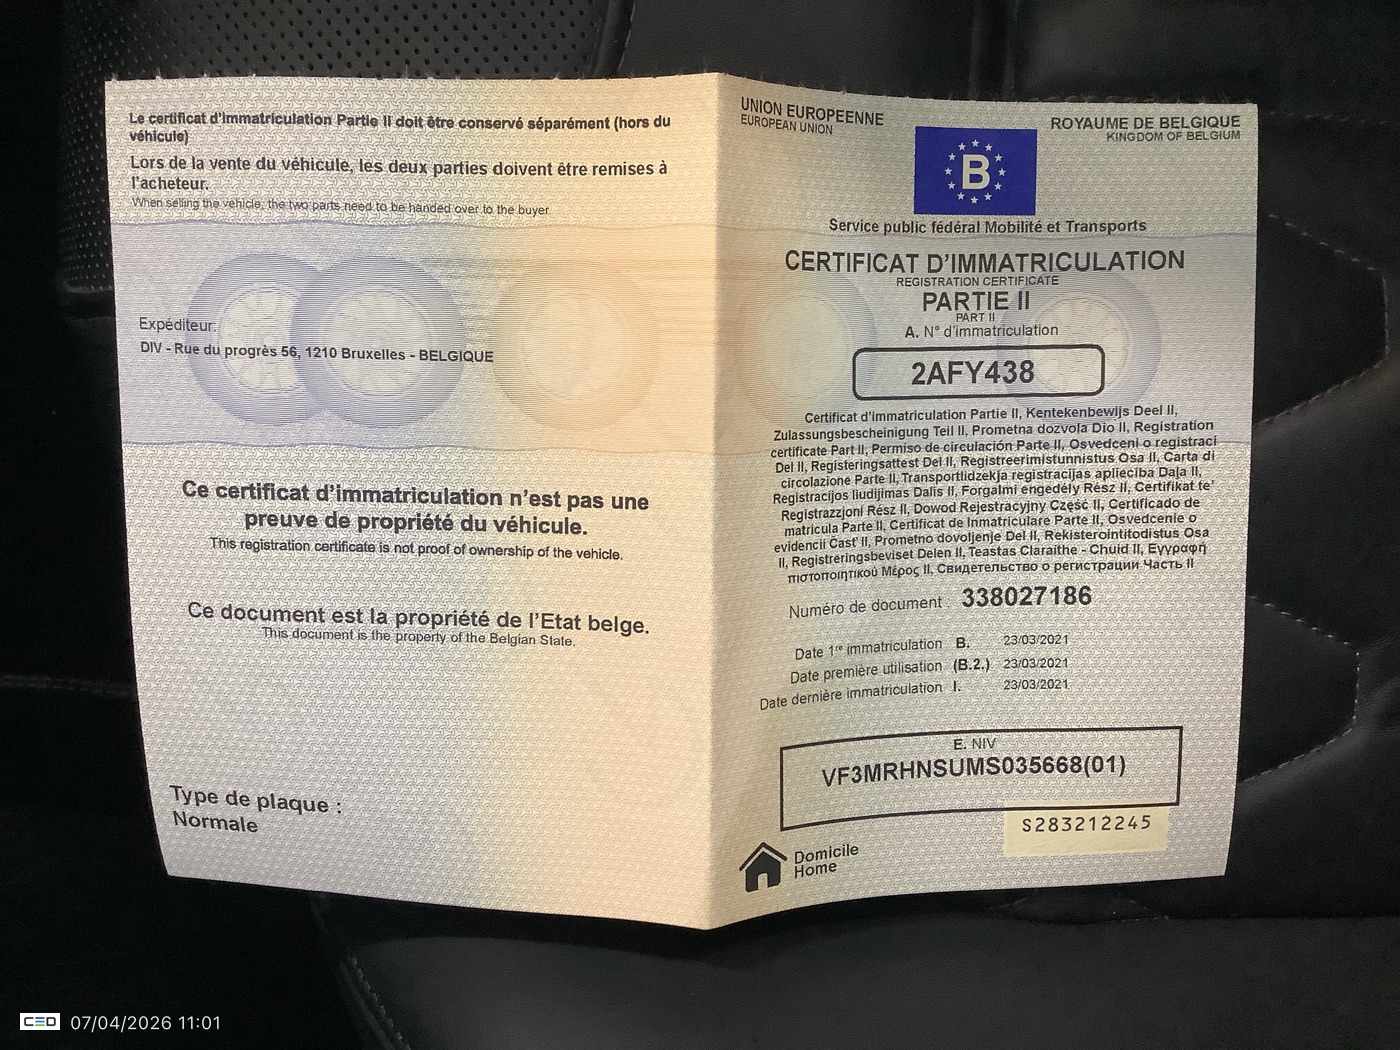 Le certificat d'immatriculation Partie II doit être conservé séparément (hors du
véhicule)
Lors de la vente du véhicule, les deux parties doivent être remises à
l'acheteur.
When selling the vehicle, the two parts need to be handed over to the buyer
Expéditeur:
DIV - Rue du progrès 56, 1210 Bruxelles - BELGIQUE
Ce certificat d'immatriculation n'est pas une
preuve de propriété du véhicule.
This registration certificate is not proof of ownership of the vehicle.
Ce document est la propriété de l'Etat belge.
This document is the property of the Belgian State.
Type de plaque :
Normale
UNION EUROPEENNE
EUROPEAN UNION
B
ROYAUME DE BELGIQUE
KINGDOM OF BELGIUM
Service public fédéral Mobilité et Transports
CERTIFICAT D'IMMATRICULATION
REGISTRATION CERTIFICATE
PARTIE II
PART II
A. N° d'immatriculation
2AFY438
Certificat d'immatriculation Partie II, Kentekenbewijs Deel II,
Zulassungsbescheinigung Teil II, Prometna dozvola Dio II, Registration
certificate Part II, Permiso de circulación Parte II, Osvedceni o registraci
Del II, Registeringsattest Del II, Registreerimistunnistus Osa II, Carta di
circolazione Parte II, Transportlidzekja registracijas aplieciba Daļa II,
Registracijos liudijimas Dalis II, Forgalmi engedély Rész II, Certifikat te'
Registrazzjoni Rész II, Dowod Rejestracyjny Część II, Certificado de
matricula Parte II, Certificat de Inmatriculare Parte II, Osvedcenie o
evidencii Časť II, Prometno dovoljenje Del II, Rekisterointitodistus Osa
II, Registreringsbeviset Delen II, Teastas Claraithe - Chuid II, Εγγραφή
πιστοποιητικού Μέρος II, Свидетельство о регистрации Часть II
Numéro de document : 338027186
Date 1re immatriculation B. 23/03/2021
Date première utilisation (B.2.) 23/03/2021
Date dernière immatriculation I. 23/03/2021
E. NIV
VF3MRHNSUMS035668(01)
S283212245
Domicile
Home
CED 07/04/2026 11:01